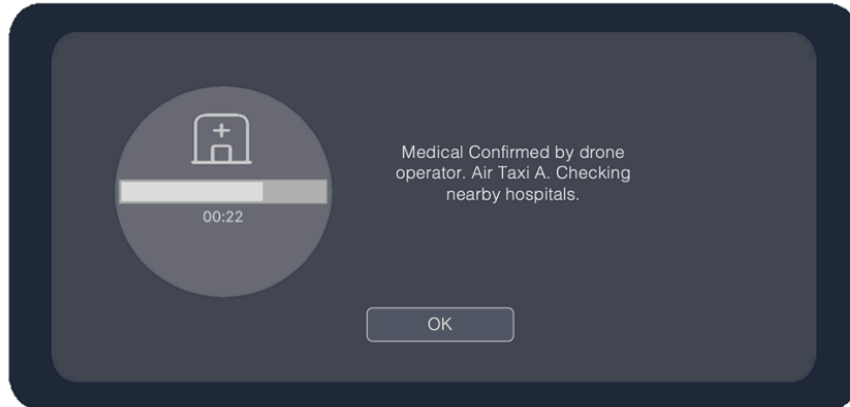 Medical Confirmed by drone
operator. Air Taxi A. Checking
nearby hospitals.
00:22
OK